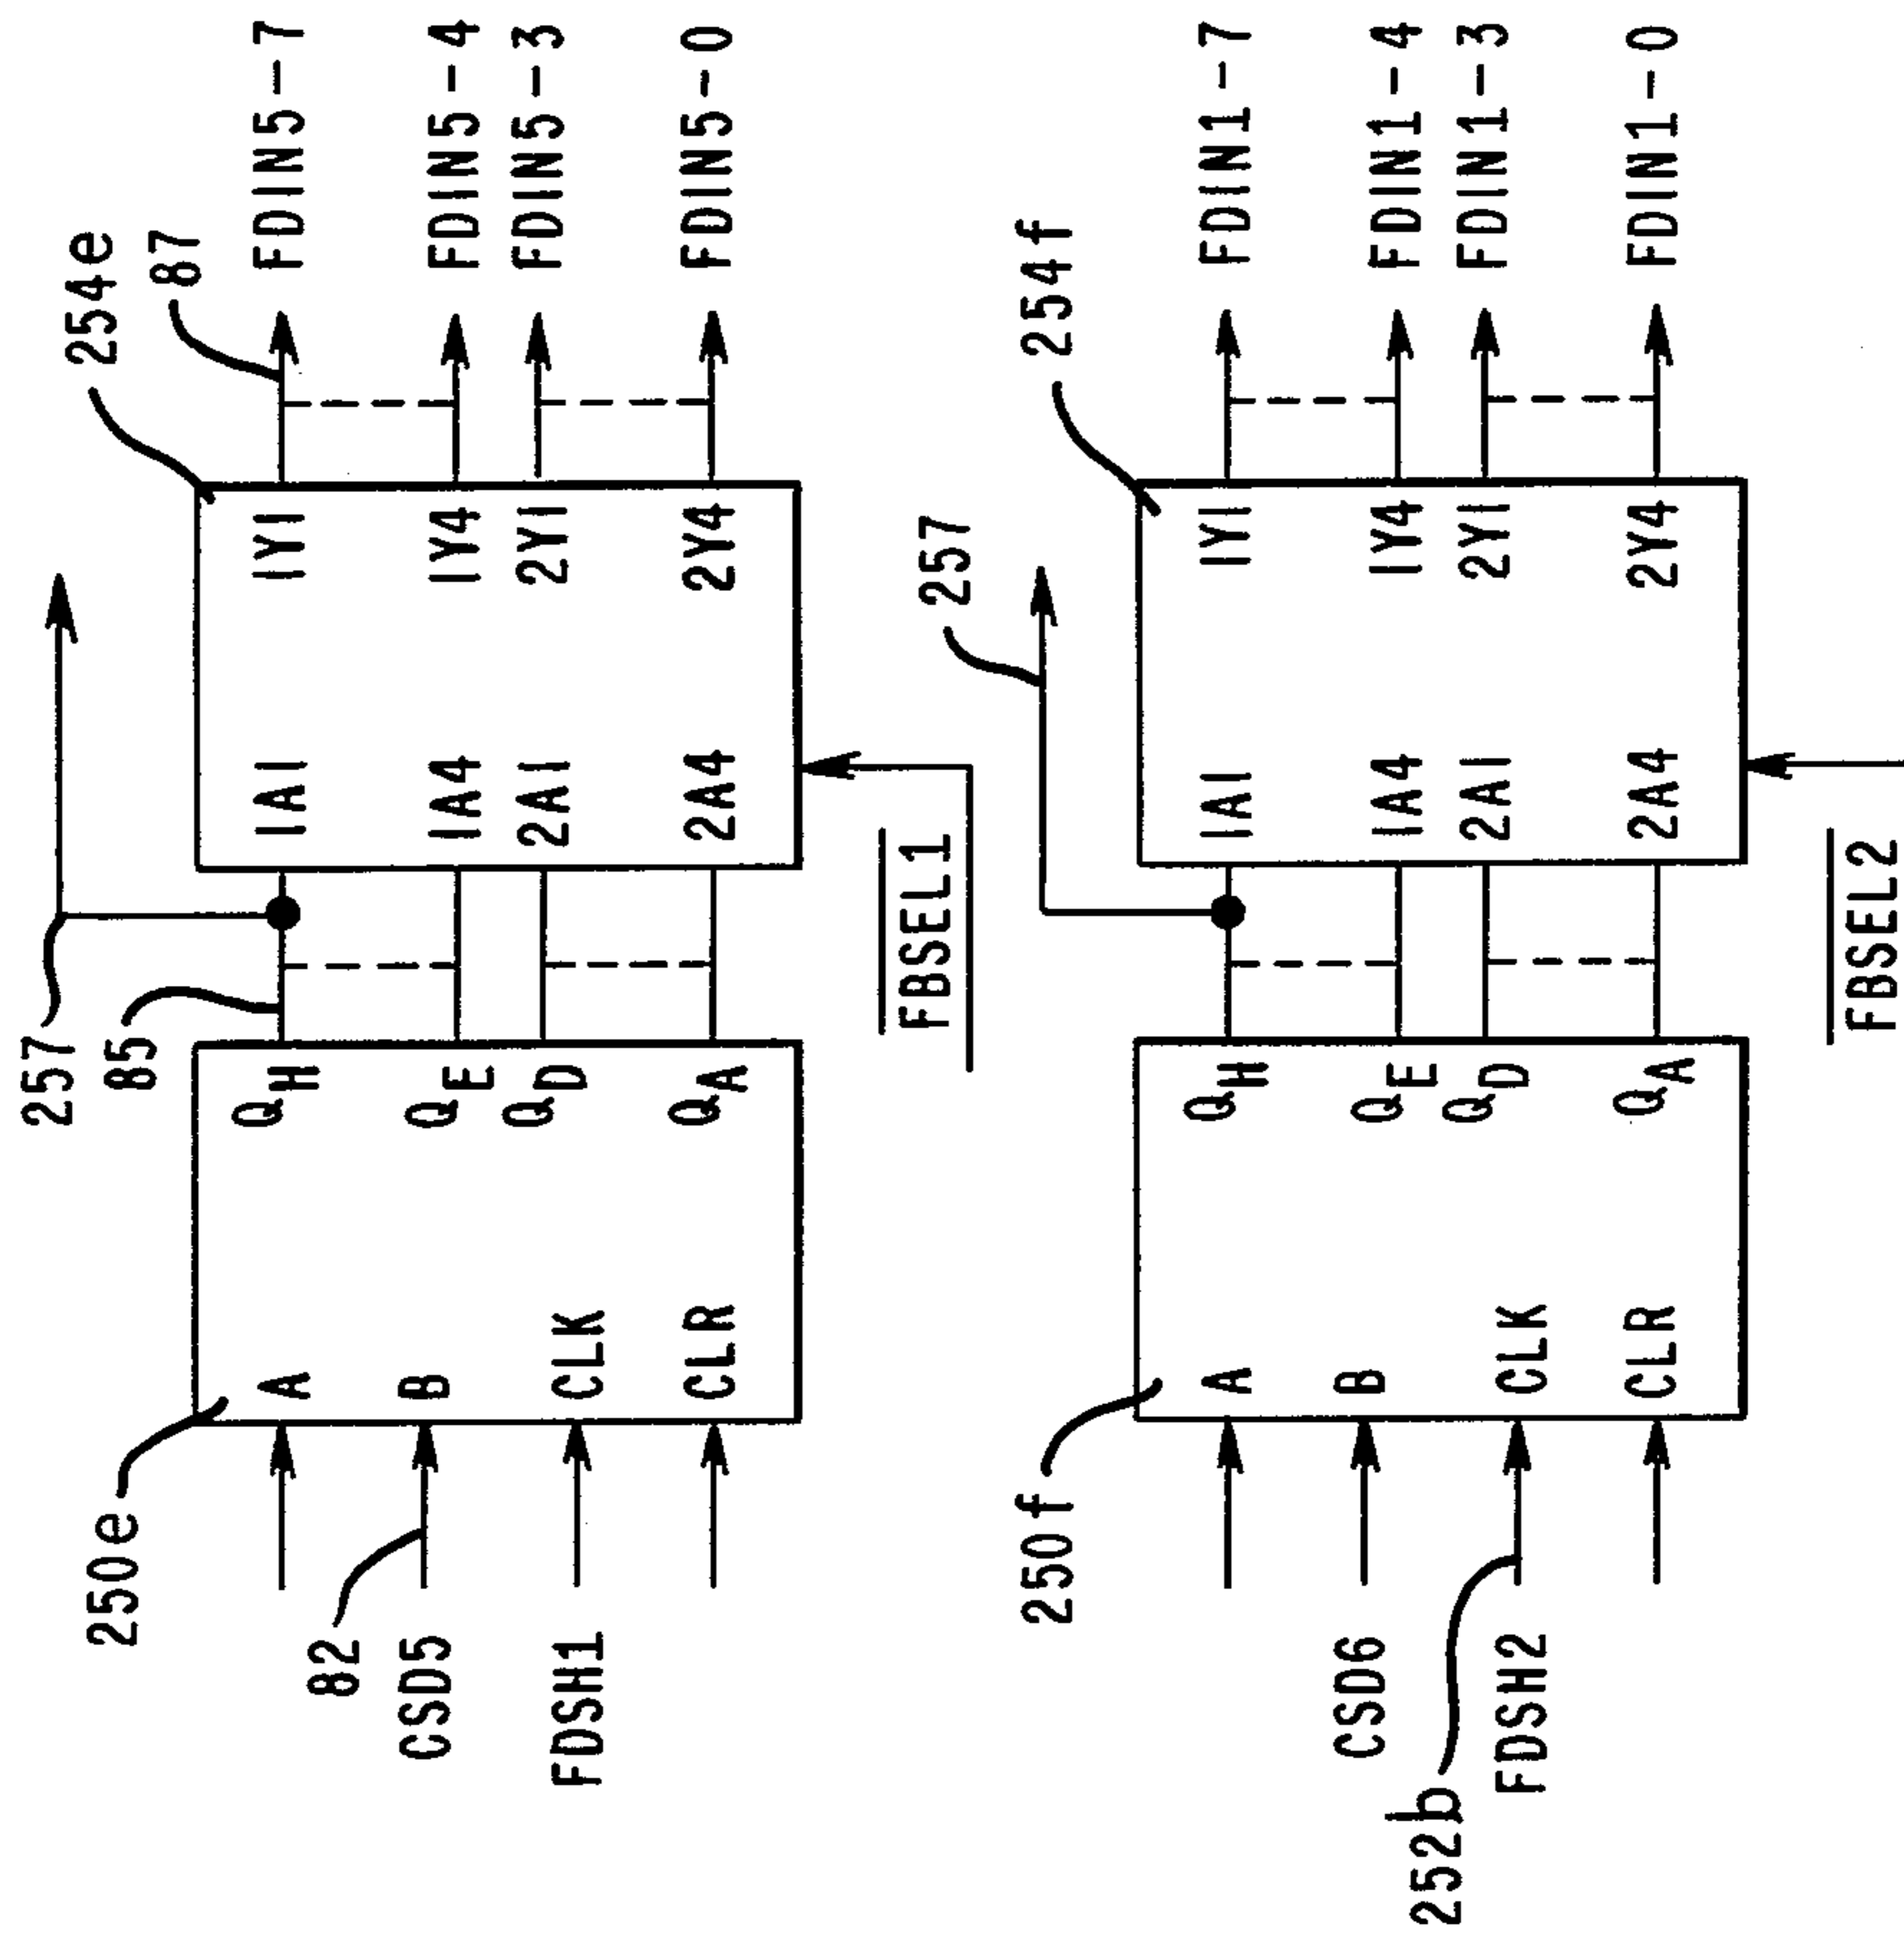 257
85
254e
87
250e
A
QH
1A1
1Y1
FDIN5-7
82
CSD5
B
QE
1A4
1Y4
FDIN5-4
QD
2A1
2Y1
FDIN5-3
FDSH1
CLK
CLR
QA
2A4
2Y4
FDIN5-0
FBSEL1
257
254f
250f
A
QH
1A1
1Y1
FDIN1-7
CSD6
B
QE
1A4
1Y4
FDIN1-4
QD
2A1
2Y1
FDIN1-3
252b
FDSH2
CLK
CLR
QA
2A4
2Y4
FDIN1-0
FBSEL2